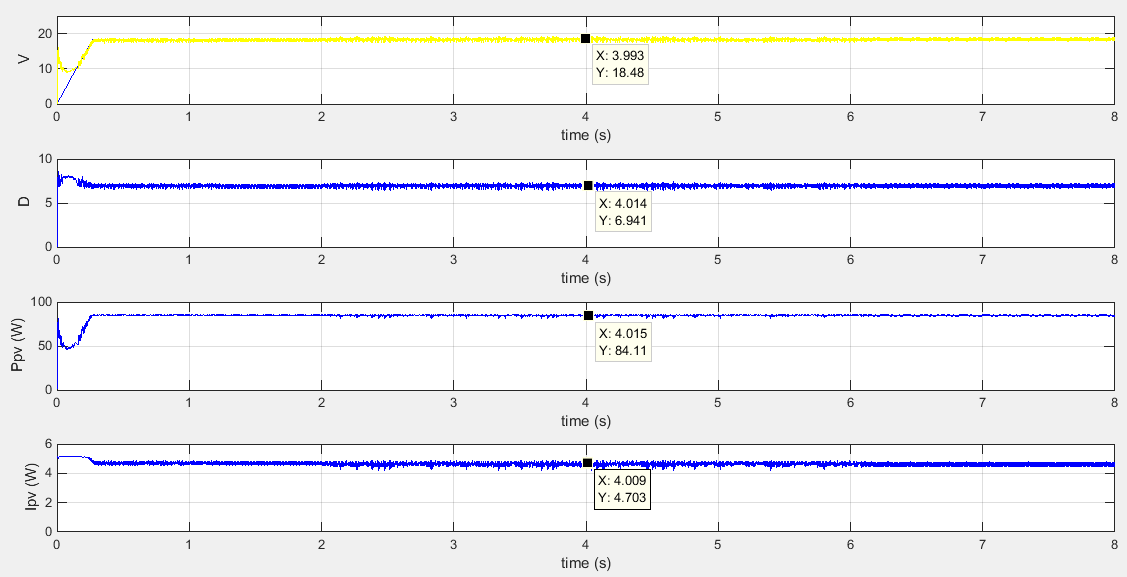 20
10
0
V
X: 3.993
Y: 18.48
0 1 2 3 4 5 6 7 8
time (s)
10
5
0
D
X: 4.014
Y: 6.941
0 1 2 3 4 5 6 7 8
time (s)
100
50
0
Ppv (W)
X: 4.015
Y: 84.11
0 1 2 3 4 5 6 7 8
time (s)
6
4
2
0
Ipv (W)
X: 4.009
Y: 4.703
0 1 2 3 4 5 6 7 8
time (s)